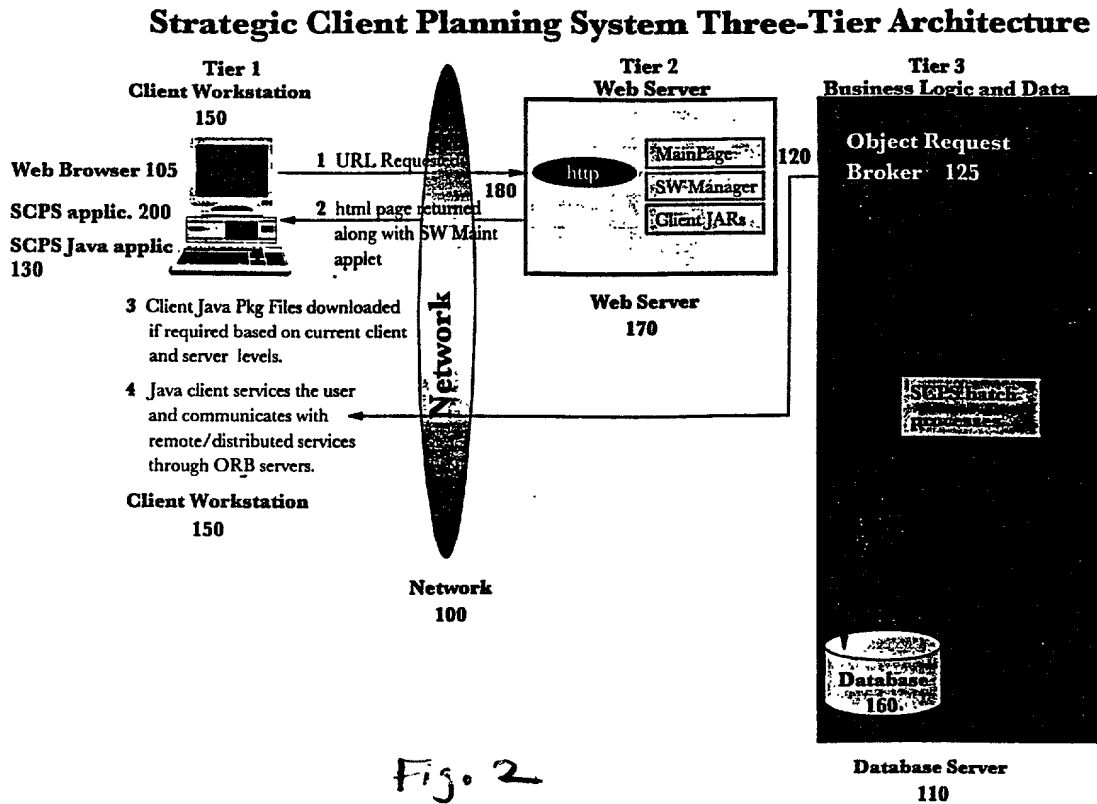 Strategic Client Planning System Three-Tier Architecture
Tier 1
Client Workstation
150
Web Browser 105
SCPS applic. 200
SCPS Java applic
130
1 URL Request
180
2 html page returned
along with SW Maint
applet
3 Client Java Pkg Files downloaded
if required based on current client
and server levels.
4 Java client services the user
and communicates with
remote/distributed services
through ORB servers.
Client Workstation
150
Network
Network
100
Tier 2
Web Server
http
MainPage
SW-Manager
Client JARs
120
Web Server
170
Tier 3
Business Logic and Data
Object Request
Broker 125
SCPS batch
processes
Database
160
Database Server
110
Fig. 2